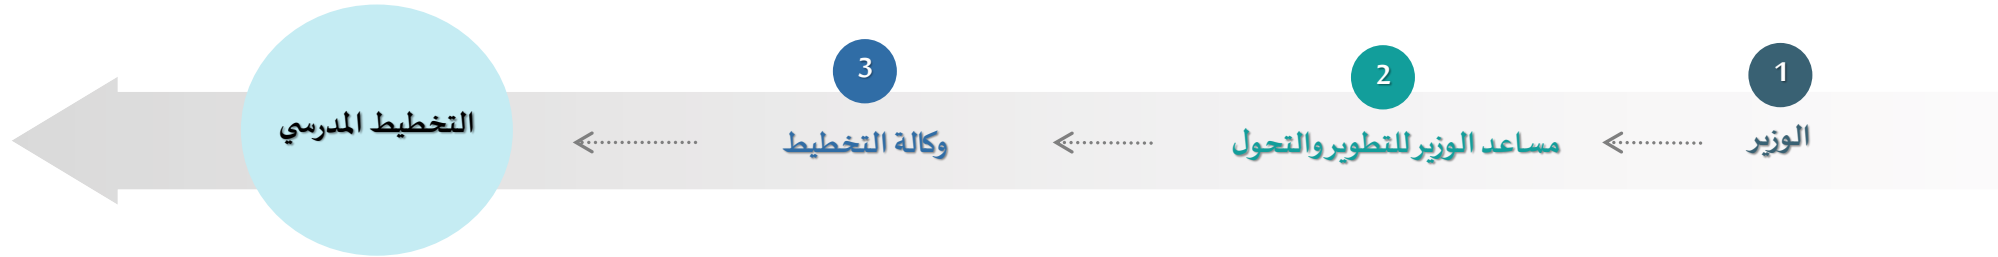 1
الوزير
2
مساعد الوزير للتطوير والتحول
3
وكالة التخطيط
التخطيط المدرسي